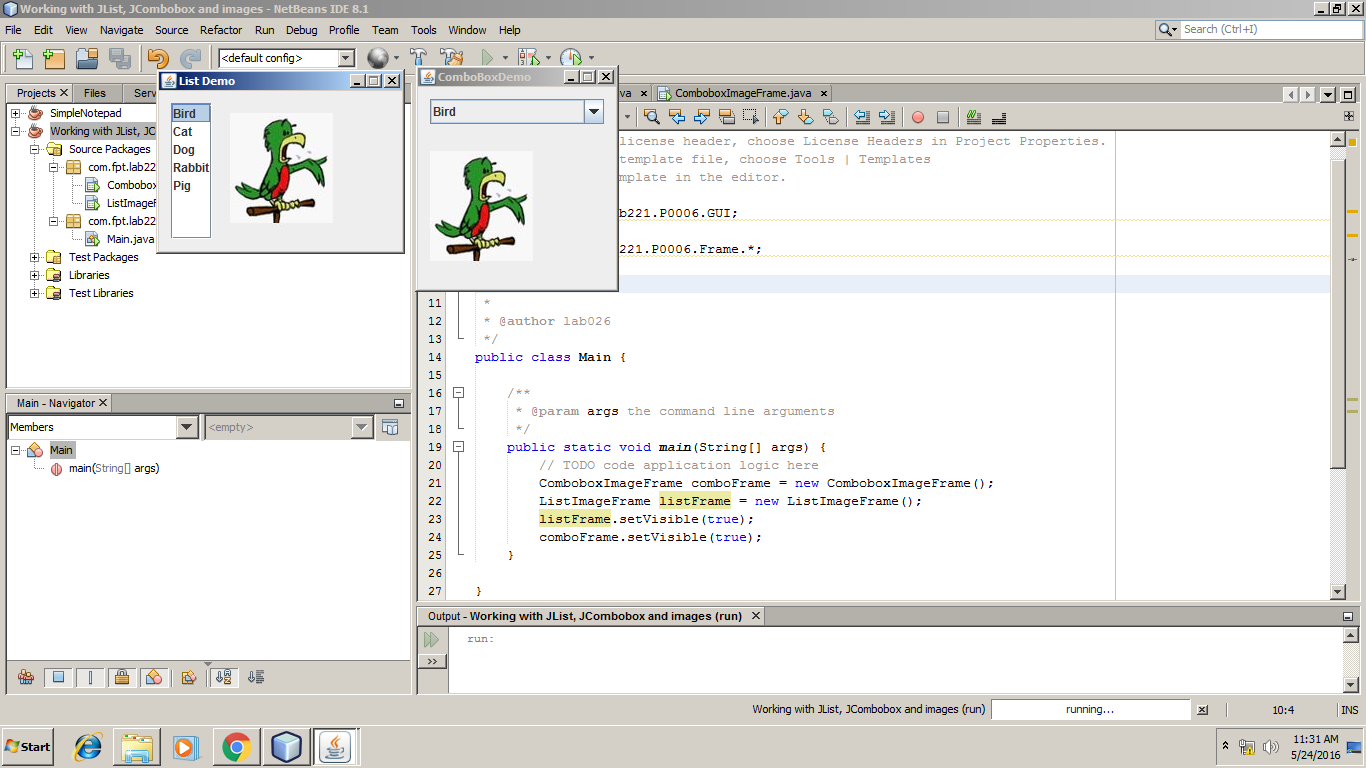 Working with JList, JCombobox and images - NetBeans IDE 8.1
File Edit View Navigate Source Refactor Run Debug Profile Team Tools Window Help
Search (Ctrl+I)
<default config>
Projects Files Serv
List Demo
Bird
Cat
Dog
Rabbit
Pig
ComboBoxDemo
Bird
SimpleNotepad
Working with JList, JC
Source Packages
com.fpt.lab22
Combobox
ListImageF
com.fpt.lab22
Main.java
Test Packages
Libraries
Test Libraries
va ComboboxImageFrame.java
license header, choose License Headers in Project Properties.
template file, choose Tools | Templates
mplate in the editor.
b221.P0006.GUI;
221.P0006.Frame.*;
11 *
12 * @author lab026
13 */
14 public class Main {
15
16 /**
17 * @param args the command line arguments
18 */
19 public static void main(String[] args) {
20 // TODO code application logic here
21 ComboboxImageFrame comboFrame = new ComboboxImageFrame();
22 ListImageFrame listFrame = new ListImageFrame();
23 listFrame.setVisible(true);
24 comboFrame.setVisible(true);
25 }
26
27 }
Main - Navigator
Members <empty>
Main
main(String[] args)
Output - Working with JList, JCombobox and images (run)
run:
>>
Working with JList, JCombobox and images (run) running... 10:4 INS
Start
11:31 AM
5/24/2016